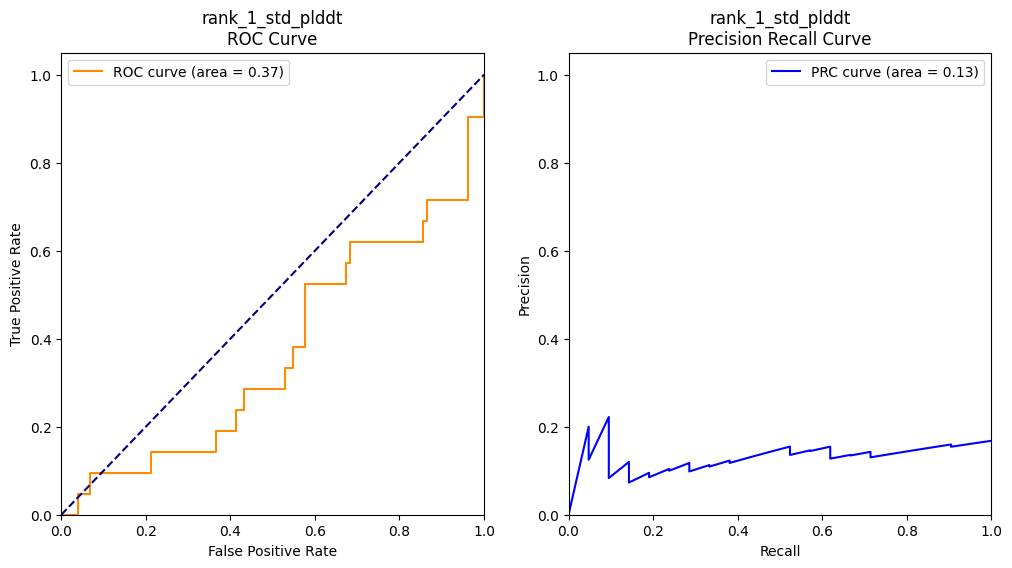 rank_1_std_plddt
ROC Curve
ROC curve (area = 0.37)
1.0
0.8
0.6
0.4
0.2
0.0
True Positive Rate
0.0 0.2 0.4 0.6 0.8 1.0
False Positive Rate
rank_1_std_plddt
Precision Recall Curve
PRC curve (area = 0.13)
1.0
0.8
0.6
0.4
0.2
0.0
Precision
0.0 0.2 0.4 0.6 0.8 1.0
Recall